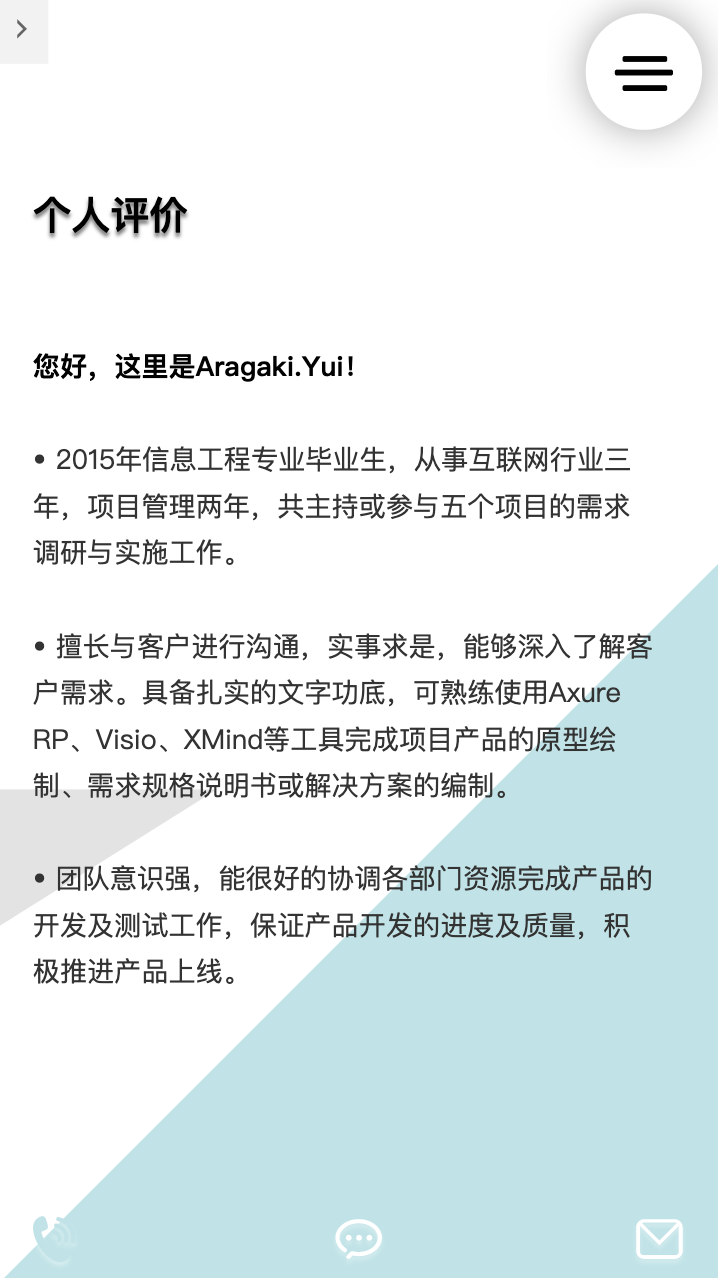 个人评价
您好，这里是Aragaki.Yui！
• 2015年信息工程专业毕业生，从事互联网行业三
年，项目管理两年，共主持或参与五个项目的需求
调研与实施工作。
• 擅长与客户进行沟通，实事求是，能够深入了解客
户需求。具备扎实的文字功底，可熟练使用Axure
RP、Visio、XMind等工具完成项目产品的原型绘
制、需求规格说明书或解决方案的编制。
• 团队意识强，能很好的协调各部门资源完成产品的
开发及测试工作，保证产品开发的进度及质量，积
极推进产品上线。